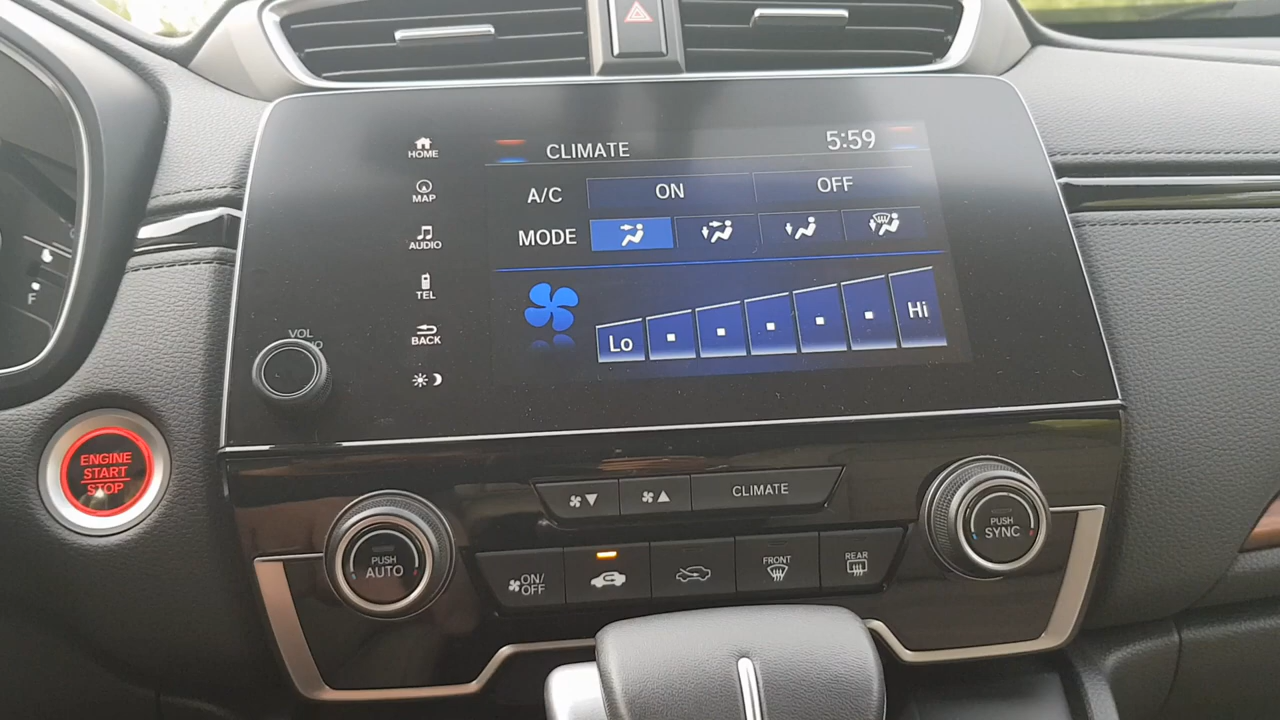 HOME
MAP
AUDIO
TEL
BACK
CLIMATE 5:59
A/C ON OFF
MODE
Lo Hi
VOL
F
ENGINE
START
STOP
CLIMATE
PUSH
AUTO
ON/
OFF
FRONT
REAR
PUSH
SYNC